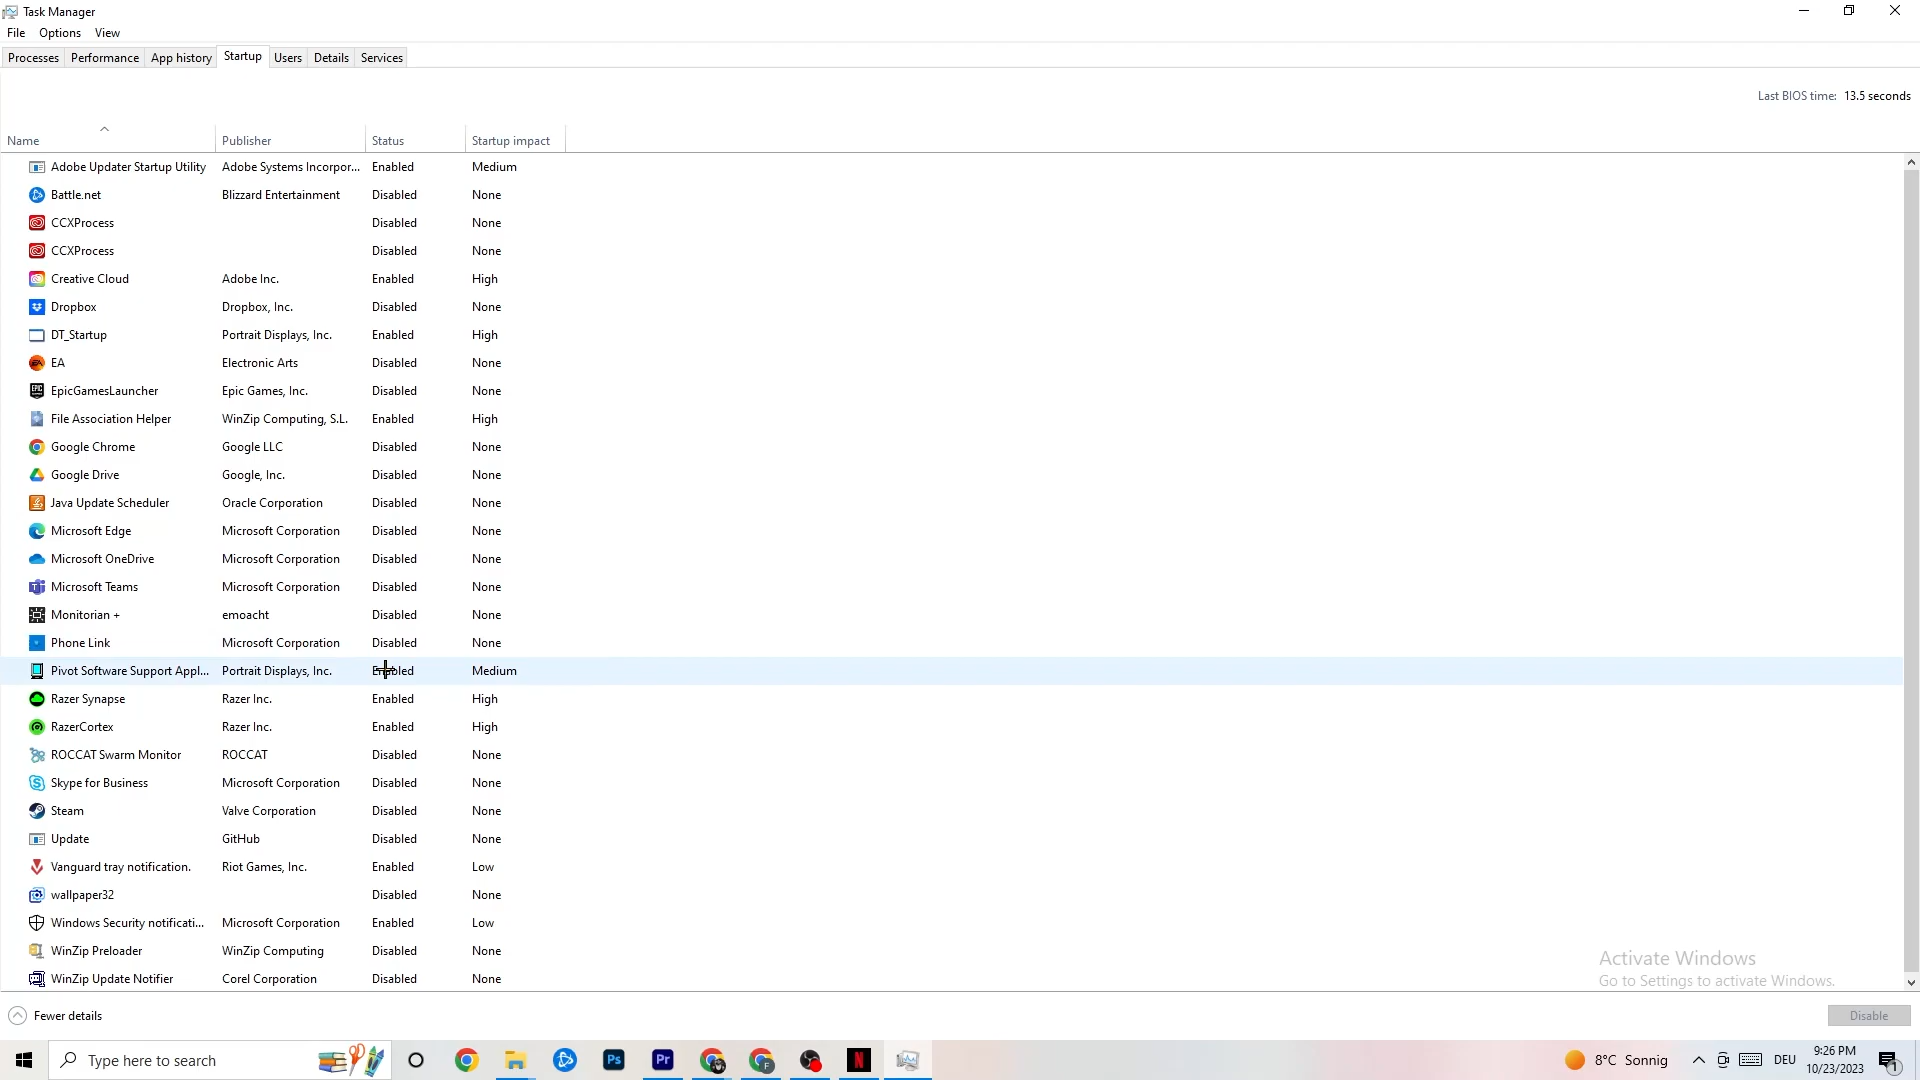 Task Manager
File Options View
Processes Performance App history Startup Users Details Services
Last BIOS time: 13.5 seconds
Name Publisher Status Startup impact
Adobe Updater Startup Utility Adobe Systems Incorpor... Enabled Medium
Battle.net Blizzard Entertainment Disabled None
CCXProcess Disabled None
CCXProcess Disabled None
Creative Cloud Adobe Inc. Enabled High
Dropbox Dropbox, Inc. Disabled None
DT_Startup Portrait Displays, Inc. Enabled High
EA Electronic Arts Disabled None
EpicGamesLauncher Epic Games, Inc. Disabled None
File Association Helper WinZip Computing, S.L. Enabled High
Google Chrome Google LLC Disabled None
Google Drive Google, Inc. Disabled None
Java Update Scheduler Oracle Corporation Disabled None
Microsoft Edge Microsoft Corporation Disabled None
Microsoft OneDrive Microsoft Corporation Disabled None
Microsoft Teams Microsoft Corporation Disabled None
Monitorian + emoacht Disabled None
Phone Link Microsoft Corporation Disabled None
Pivot Software Support Appl... Portrait Displays, Inc. Enabled Medium
Razer Synapse Razer Inc. Enabled High
RazerCortex Razer Inc. Enabled High
ROCCAT Swarm Monitor ROCCAT Disabled None
Skype for Business Microsoft Corporation Disabled None
Steam Valve Corporation Disabled None
Update GitHub Disabled None
Vanguard tray notification. Riot Games, Inc. Enabled Low
wallpaper32 Disabled None
Windows Security notificati... Microsoft Corporation Enabled Low
WinZip Preloader WinZip Computing Disabled None
WinZip Update Notifier Corel Corporation Disabled None
Activate Windows
Go to Settings to activate Windows.
Fewer details Disable
Type here to search Ps Pr F N 8°C Sonnig DEU 9:26 PM 1
10/23/2023